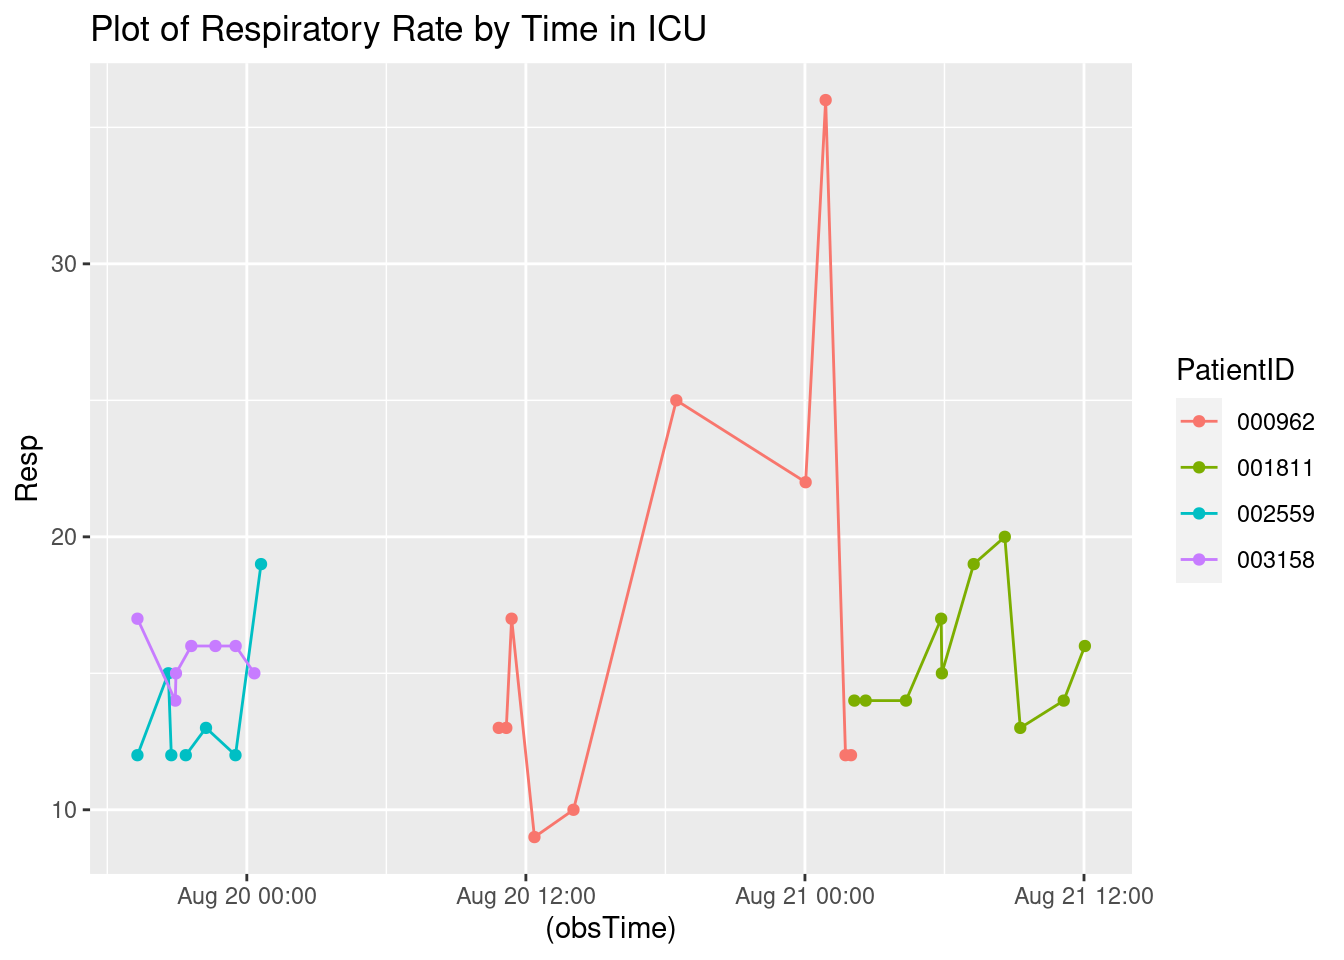 Plot of Respiratory Rate by Time in ICU
Resp
30
20
10
Aug 20 00:00
Aug 20 12:00
Aug 21 00:00
Aug 21 12:00
(obsTime)
PatientID
000962
001811
002559
003158